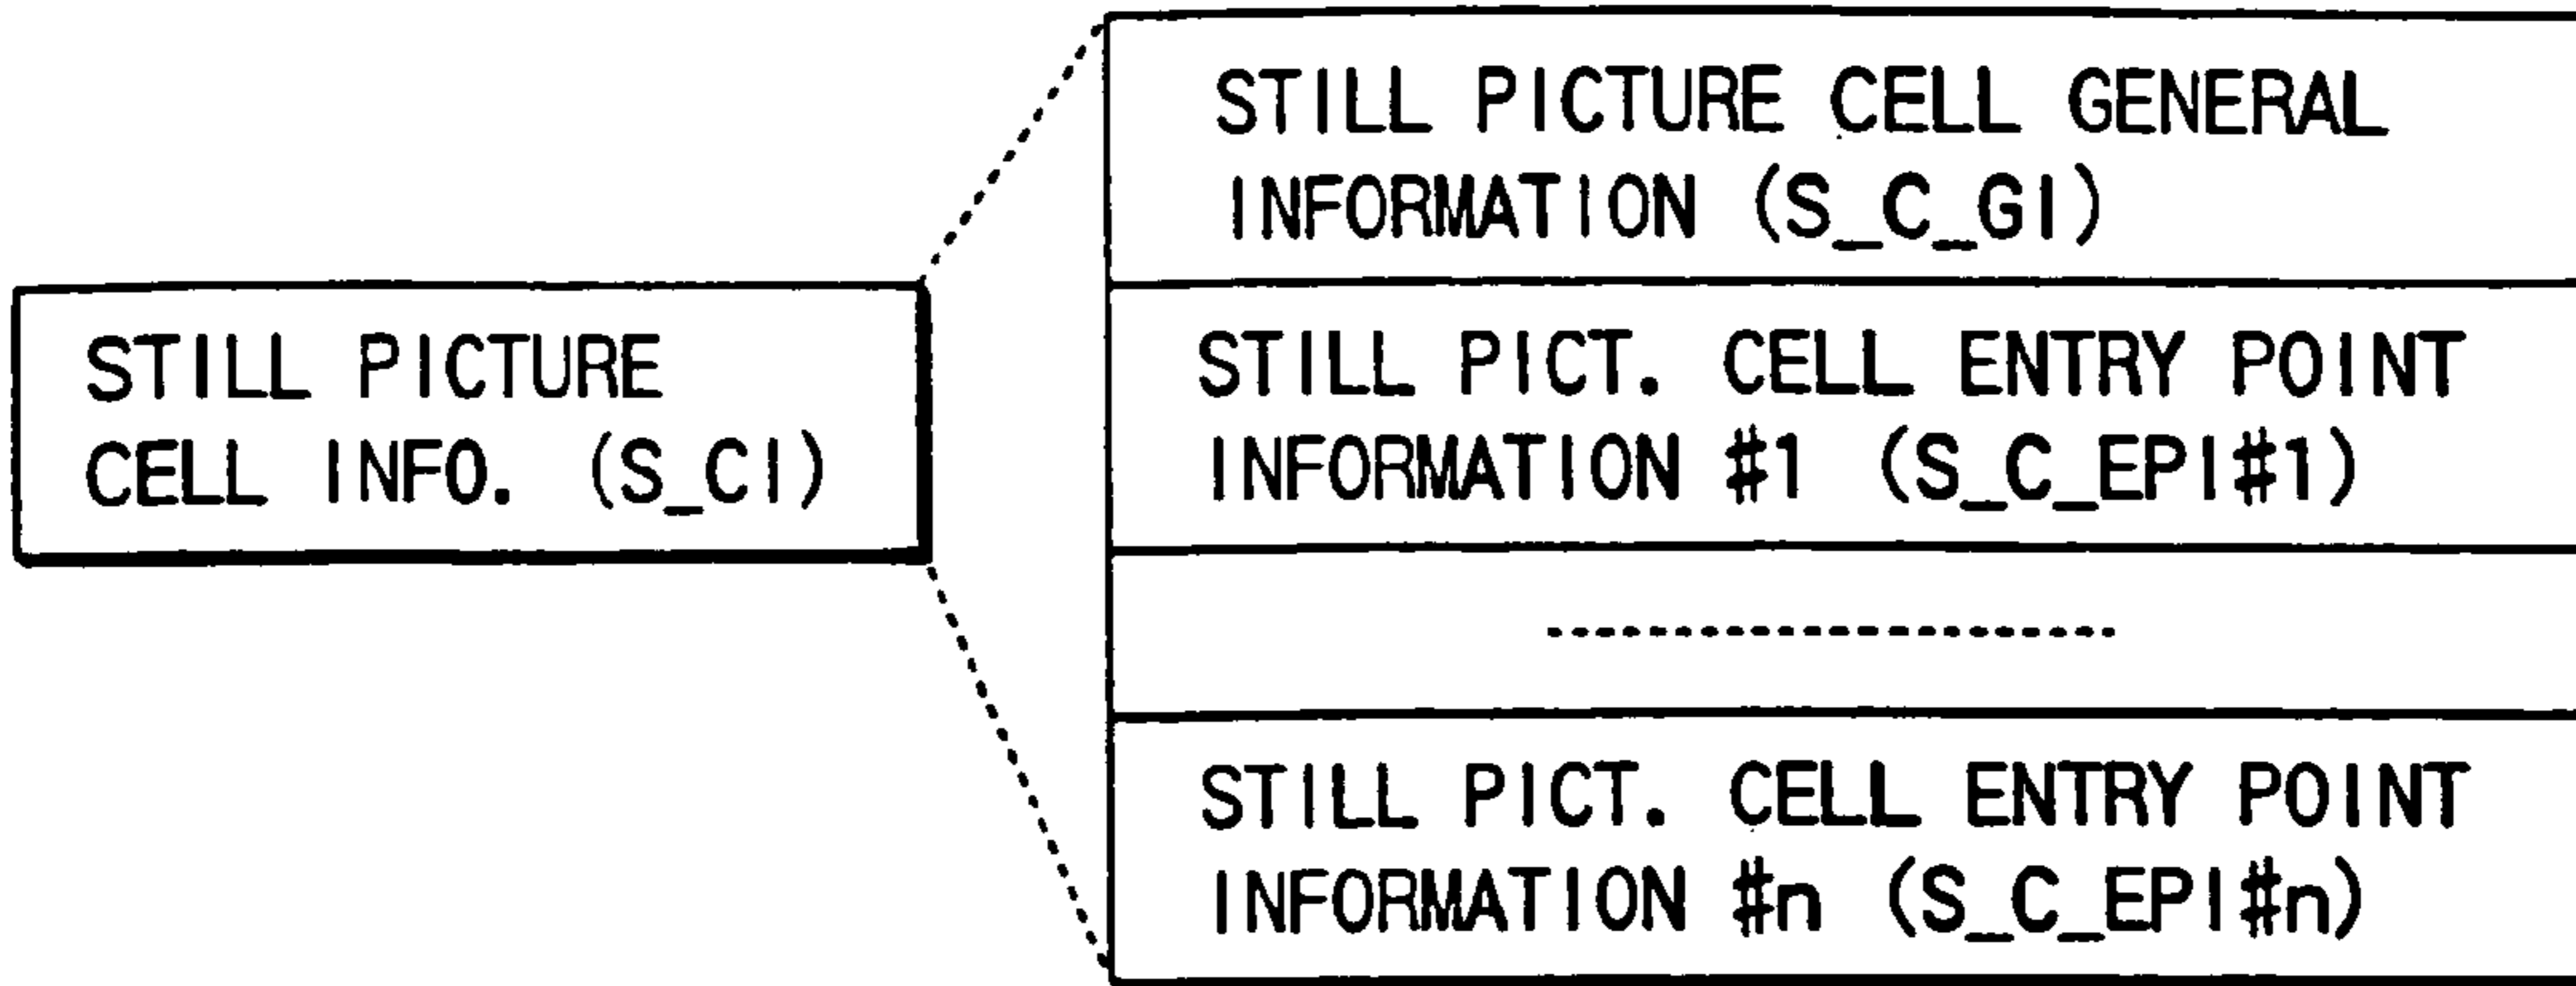 STILL PICTURE
CELL INFO. (S_CI)
STILL PICTURE CELL GENERAL
INFORMATION (S_C_GI)
STILL PICT. CELL ENTRY POINT
INFORMATION #1 (S_C_EPI#1)
STILL PICT. CELL ENTRY POINT
INFORMATION #n (S_C_EPI#n)